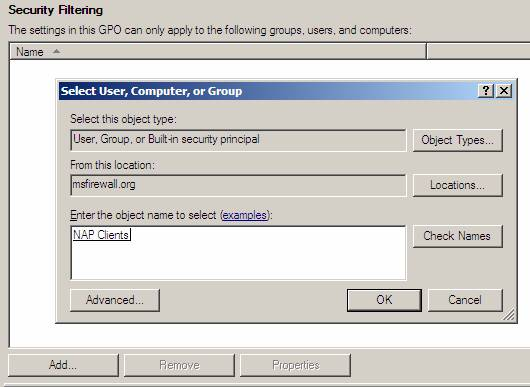 Security Filtering
The settings in this GPO can only apply to the following groups, users, and computers:
Name
Select User, Computer, or Group
Select this object type:
User, Group, or Built-in security principal
Object Types...
From this location:
msfirewall.org
Locations...
Enter the object name to select (examples):
NAP Clients
Check Names
Advanced...
OK
Cancel
Add...
Remove
Properties